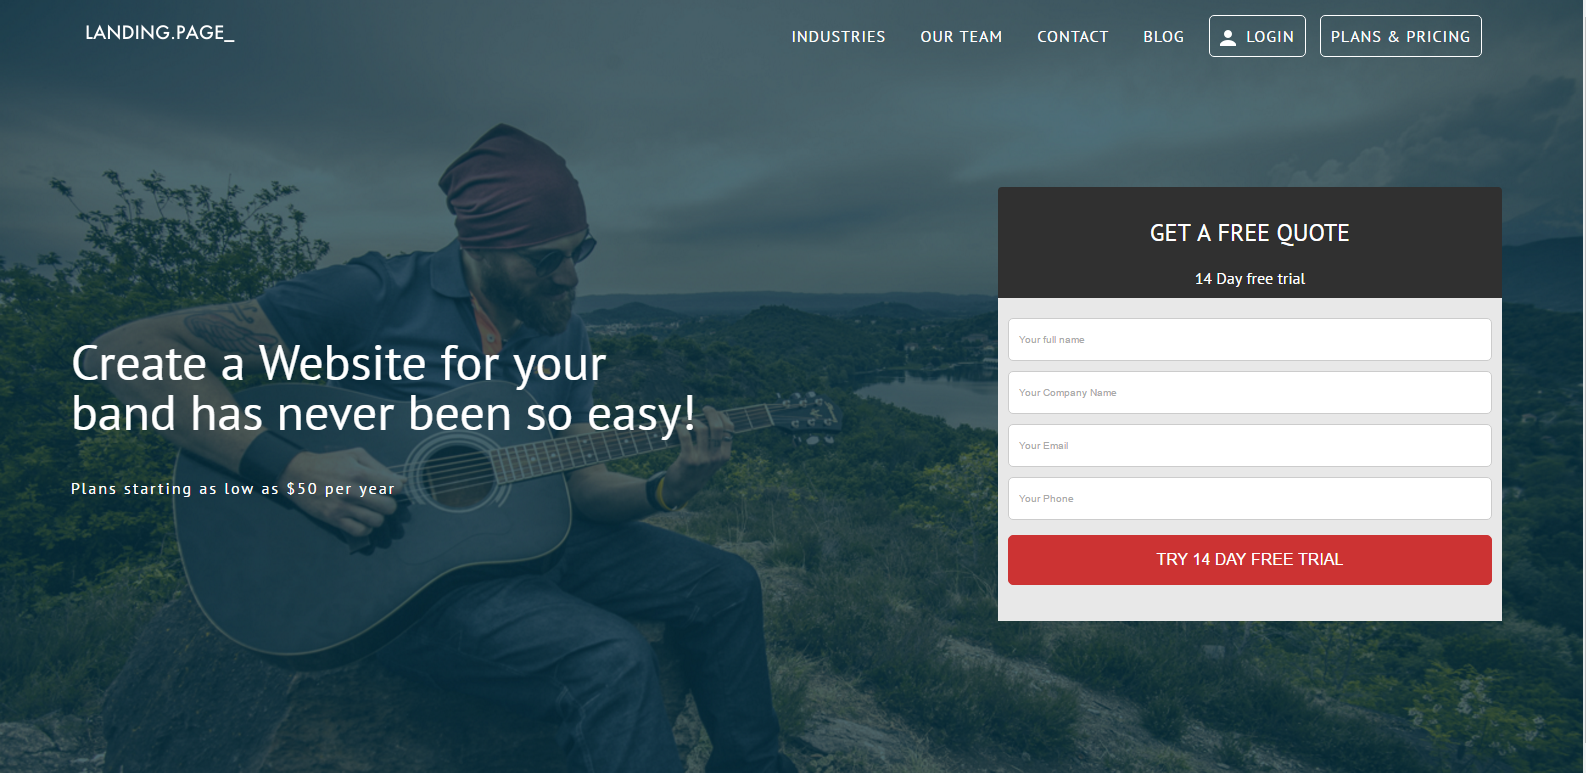 LANDING.PAGE_
INDUSTRIES
OUR TEAM
CONTACT
BLOG
LOGIN
PLANS & PRICING
Create a Website for your
band has never been so easy!
Plans starting as low as $50 per year
GET A FREE QUOTE
14 Day free trial
Your full name
Your Company Name
Your Email
Your Phone
TRY 14 DAY FREE TRIAL